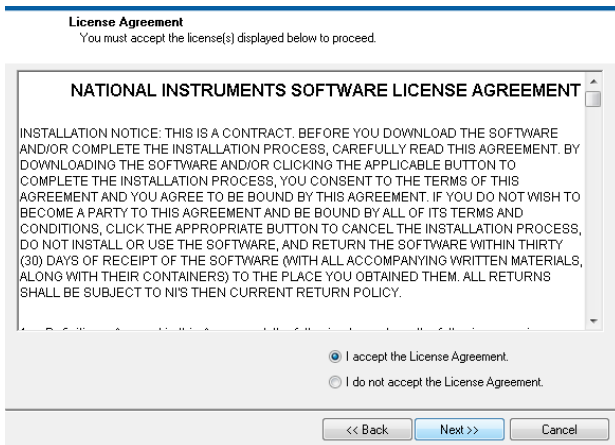 License Agreement
You must accept the license(s) displayed below to proceed.
NATIONAL INSTRUMENTS SOFTWARE LICENSE AGREEMENT
INSTALLATION NOTICE: THIS IS A CONTRACT. BEFORE YOU DOWNLOAD THE SOFTWARE
AND/OR COMPLETE THE INSTALLATION PROCESS, CAREFULLY READ THIS AGREEMENT. BY
DOWNLOADING THE SOFTWARE AND/OR CLICKING THE APPLICABLE BUTTON TO
COMPLETE THE INSTALLATION PROCESS, YOU CONSENT TO THE TERMS OF THIS
AGREEMENT AND YOU AGREE TO BE BOUND BY THIS AGREEMENT. IF YOU DO NOT WISH TO
BECOME A PARTY TO THIS AGREEMENT AND BE BOUND BY ALL OF ITS TERMS AND
CONDITIONS, CLICK THE APPROPRIATE BUTTON TO CANCEL THE INSTALLATION PROCESS,
DO NOT INSTALL OR USE THE SOFTWARE, AND RETURN THE SOFTWARE WITHIN THIRTY
(30) DAYS OF RECEIPT OF THE SOFTWARE (WITH ALL ACCOMPANYING WRITTEN MATERIALS,
ALONG WITH THEIR CONTAINERS) TO THE PLACE YOU OBTAINED THEM. ALL RETURNS
SHALL BE SUBJECT TO NI'S THEN CURRENT RETURN POLICY.
I accept the License Agreement.
I do not accept the License Agreement.
<< Back Next >> Cancel